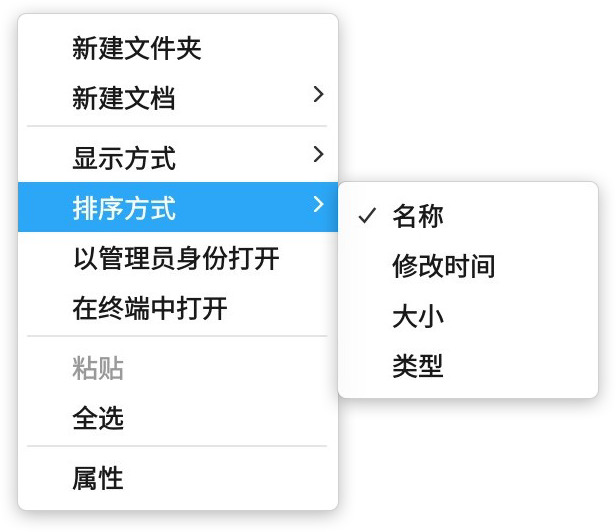 新建文件夹
新建文档
显示方式
排序方式
以管理员身份打开
在终端中打开
粘贴
全选
属性
名称
修改时间
大小
类型